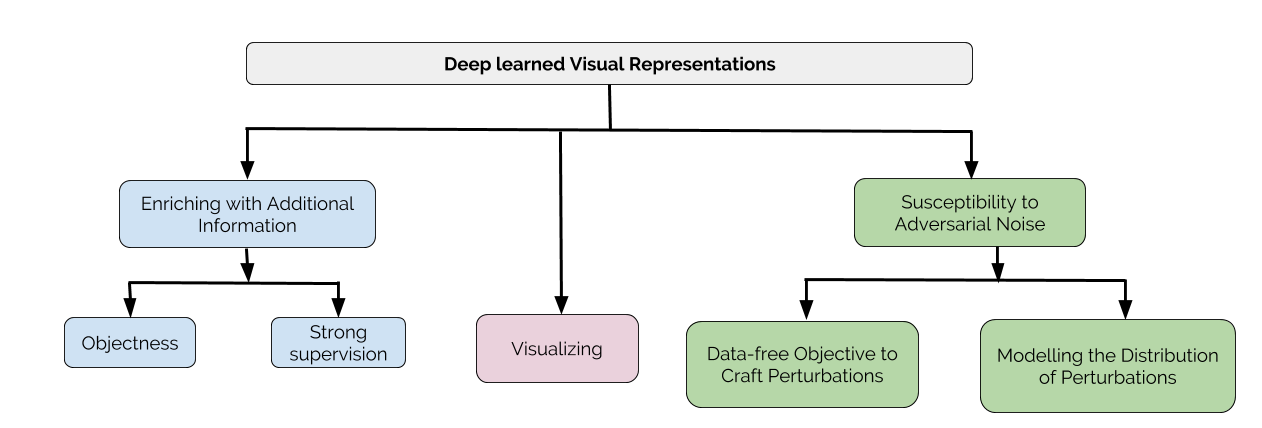 Deep learned Visual Representations
Enriching with Additional
Information
Susceptibility to
Adversarial Noise
Objectness
Strong
supervision
Visualizing
Data-free Objective to
Craft Perturbations
Modelling the Distribution
of Perturbations